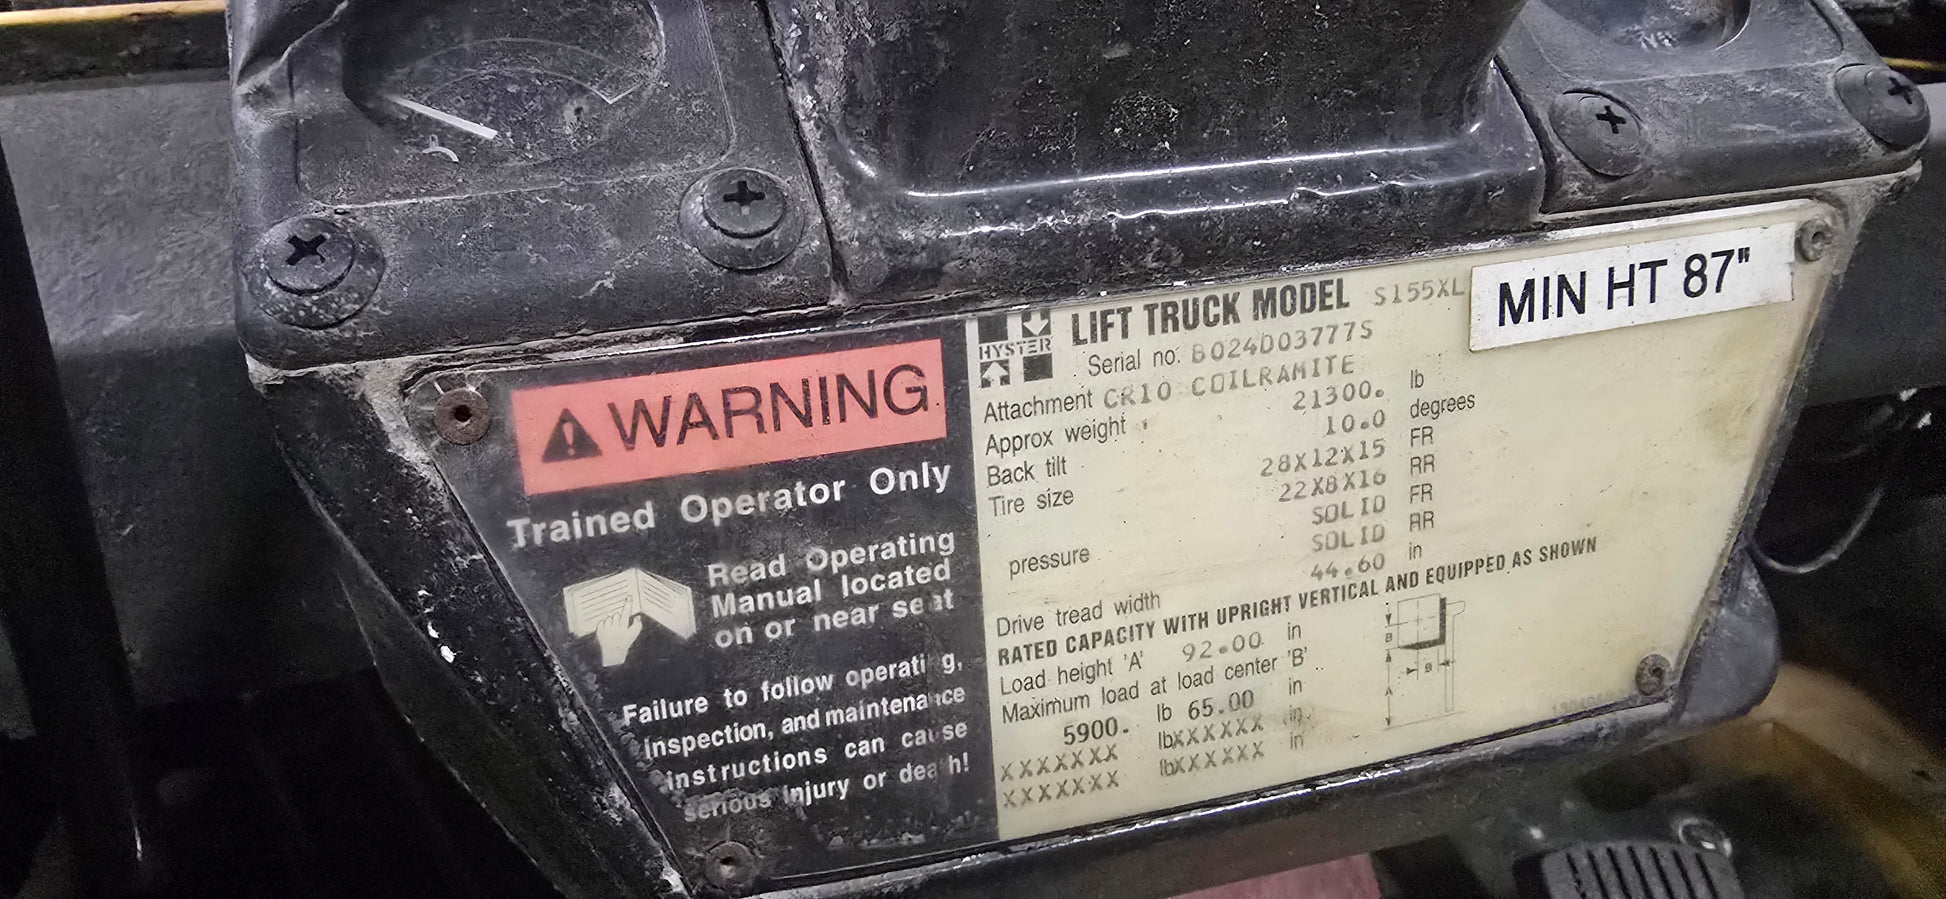 WARNING
Trained Operator Only
Read Operating
Manual located
on or near seat
Failure to follow operating,
inspection, and maintenance
instructions can cause
serious injury or death!
HYSTER
LIFT TRUCK MODEL S155XL
MIN HT 87"
Serial no. B024D03777S
Attachment CR10 COILRAMITE
Approx weight 21300. lb
Back tilt 10.0 degrees
Tire size 28X12X15 FR
22X8X16 RR
pressure SOLID FR
SOLID RR
Drive tread width 44.60 in
RATED CAPACITY WITH UPRIGHT VERTICAL AND EQUIPPED AS SHOWN
Load height 'A' 92.00 in
Maximum load at load center 'B'
5900. lb 65.00 in
XXXXXXX lbXXXXXX in
XXXXXXX lbXXXXXX in
B
B